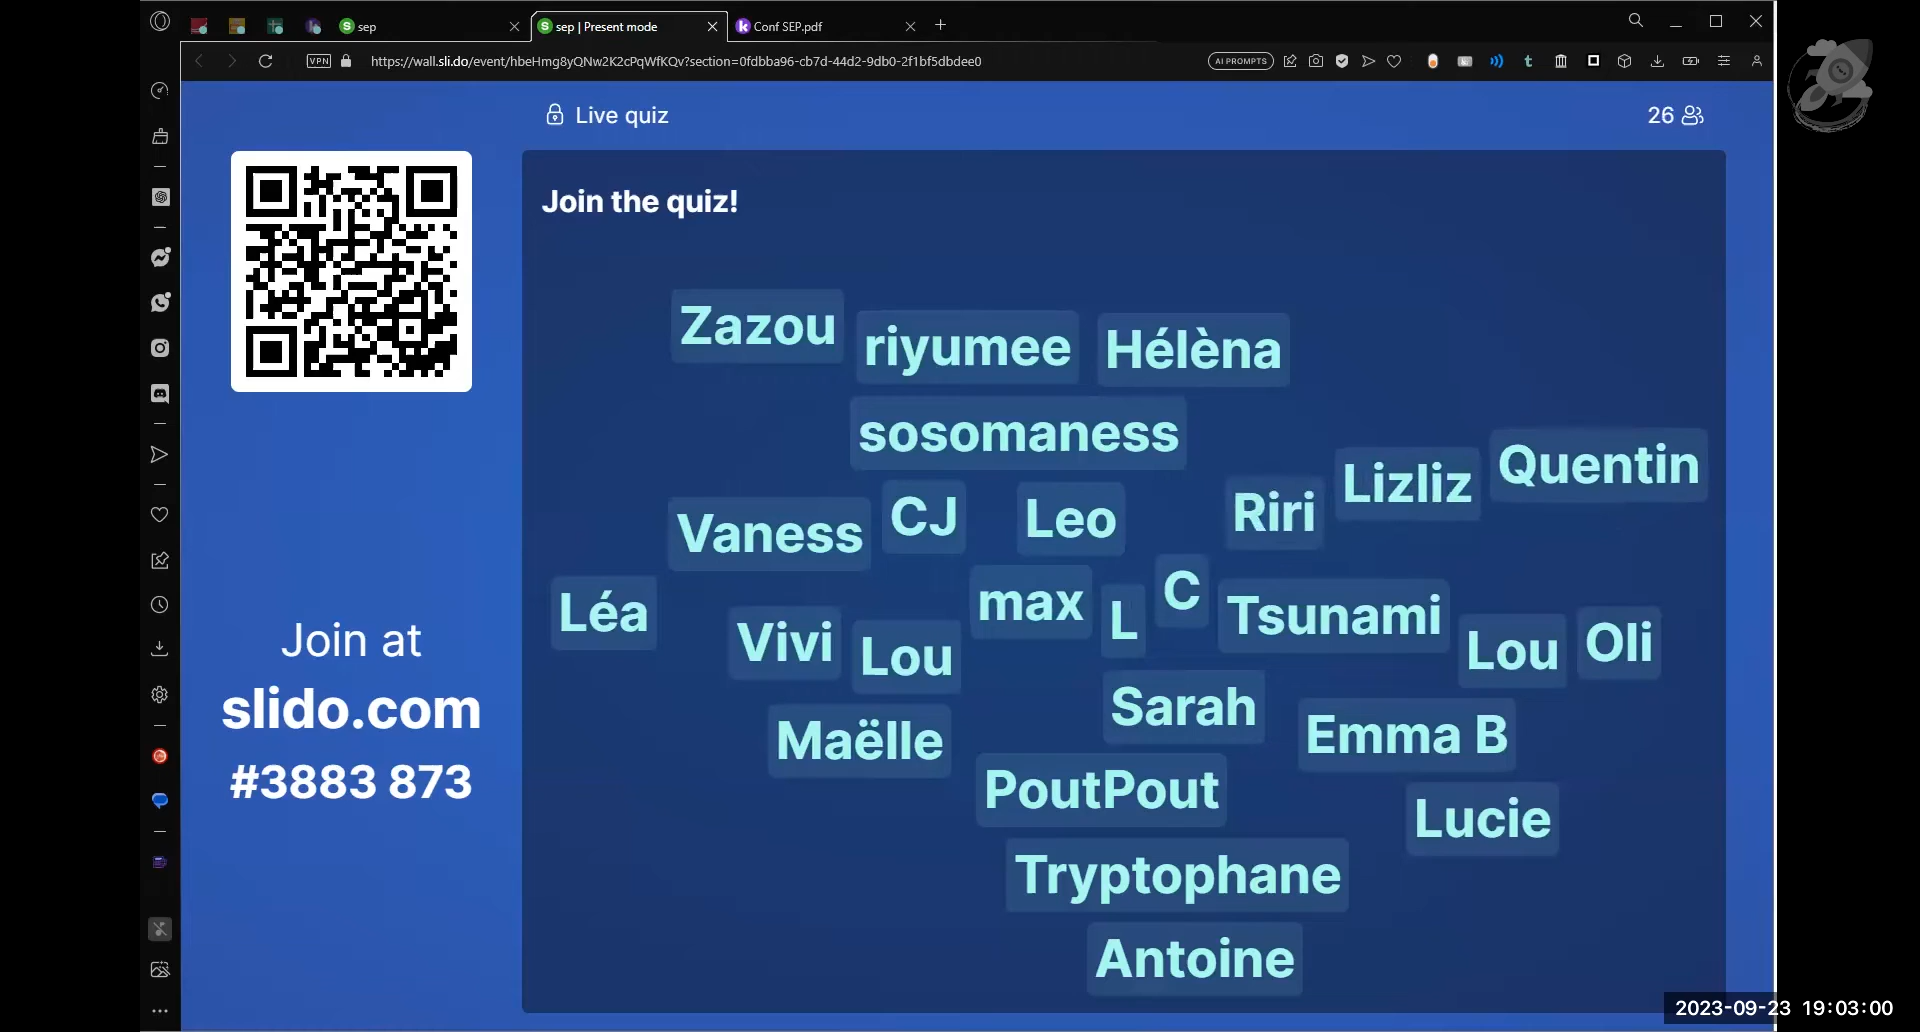 sep
sep | Present mode
Conf SEP.pdf
VPN
https://wall.sli.do/event/hbeHmg8yQNw2K2cPqWfKQv?section=0fdbba96-cb7d-44d2-9db0-2f1bf5dbdee0
AI PROMPTS
Live quiz
26
Join the quiz!
Zazou
riyumee
Hélèna
sosomaness
Quentin
Lizliz
Riri
Vaness
CJ
Leo
Léa
max
L
C
Tsunami
Vivi
Lou
Lou
Oli
Sarah
Maëlle
Emma B
PoutPout
Lucie
Tryptophane
Antoine
Join at
slido.com
#3883 873
2023-09-23 19:03:00